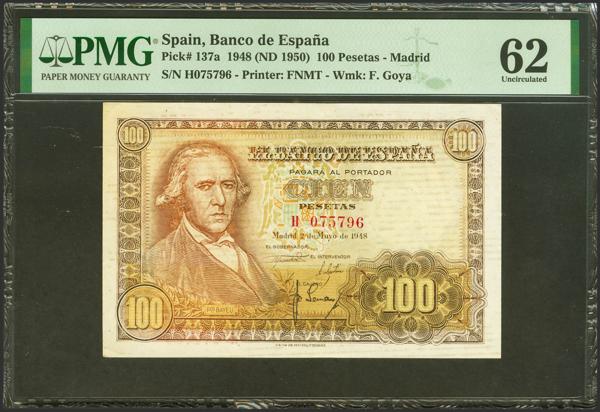 PMG
PAPER MONEY GUARANTY
Spain, Banco de España
Pick# 137a 1948 (ND 1950) 100 Pesetas - Madrid
S/N H075796 - Printer: FNMT - Wmk: F. Goya
62
Uncirculated
100
100
EL BANCO DE ESPAÑA
PAGARÁ AL PORTADOR
CIEN
PESETAS
H 075796
Madrid 2 de Mayo de 1948
EL GOBERNADOR
EL INTERVENTOR
EL CAJERO
100
100